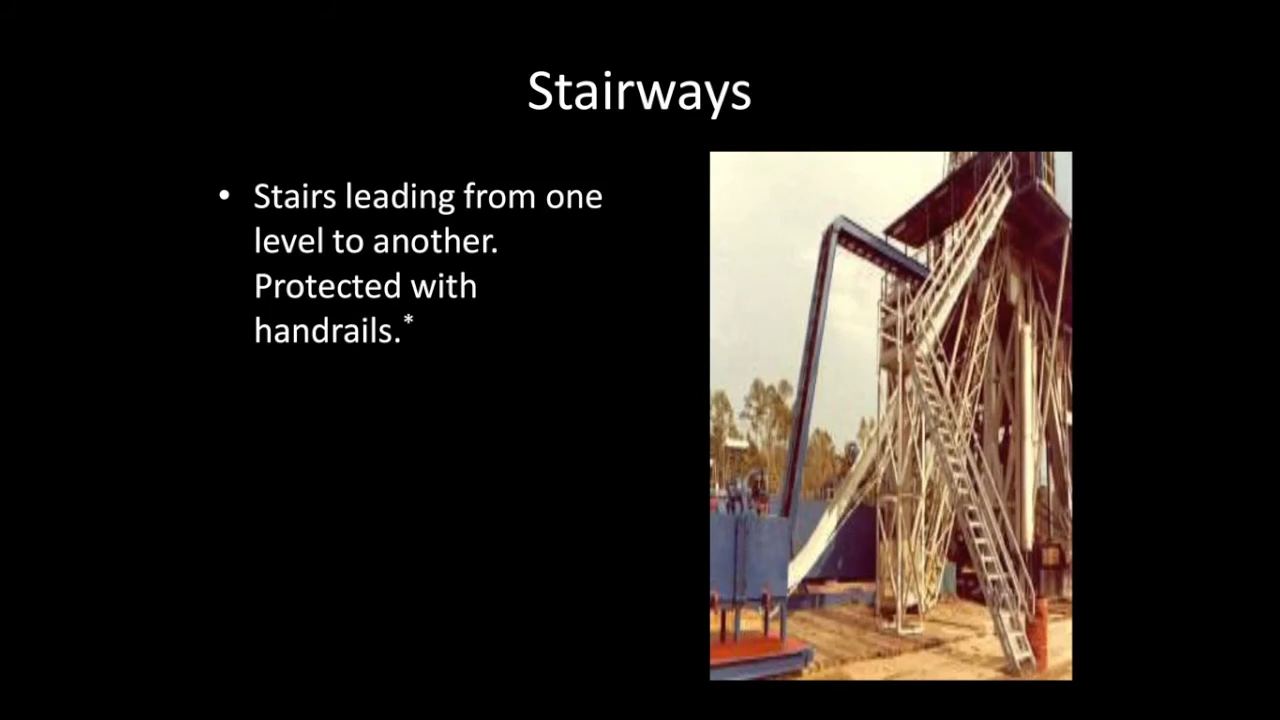 Stairways
• Stairs leading from one
level to another.
Protected with
handrails.*